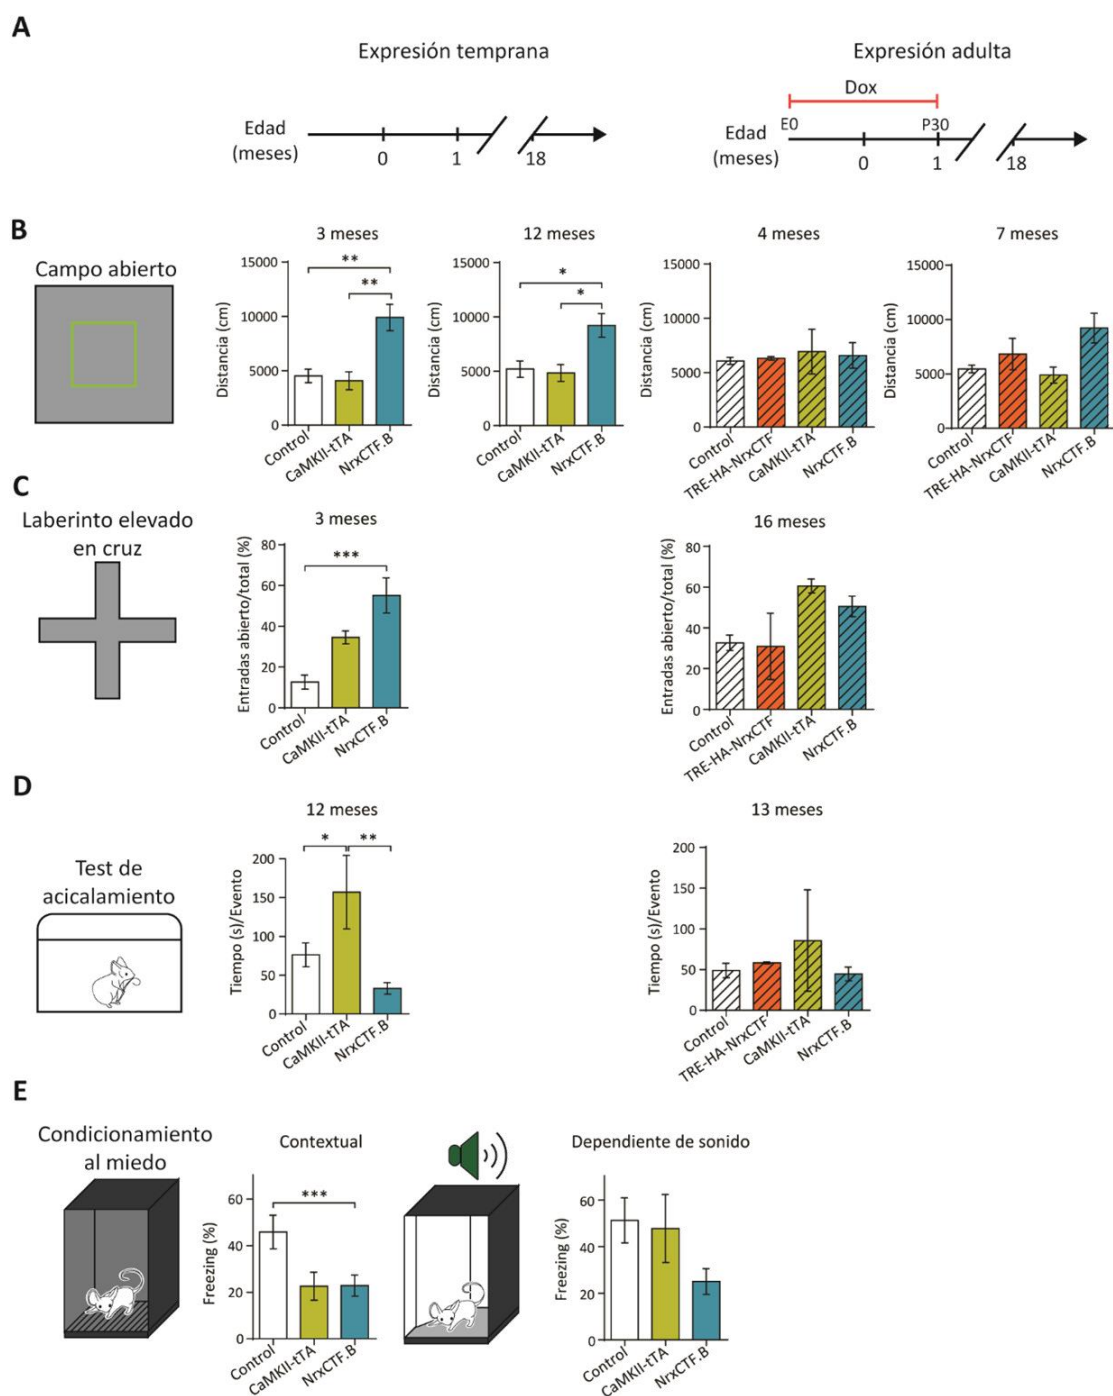 A
Expresión temprana
Expresión adulta
Dox
E0
P30
Edad
(meses)
0
1
18
Edad
(meses)
0
1
18
B
Campo abierto
3 meses
Distancia (cm)
15000
10000
5000
0
**
**
Control
CaMKII-tTA
NrxCTF.B
12 meses
Distancia (cm)
15000
10000
5000
0
*
*
Control
CaMKII-tTA
NrxCTF.B
4 meses
Distancia (cm)
15000
10000
5000
0
Control
TRE-HA-NrxCTF
CaMKII-tTA
NrxCTF.B
7 meses
Distancia (cm)
15000
10000
5000
0
Control
TRE-HA-NrxCTF
CaMKII-tTA
NrxCTF.B
C
Laberinto elevado
en cruz
3 meses
Entradas abierto/total (%)
80
60
40
20
0
***
Control
CaMKII-tTA
NrxCTF.B
16 meses
Entradas abierto/total (%)
80
60
40
20
0
Control
TRE-HA-NrxCTF
CaMKII-tTA
NrxCTF.B
D
Test de
acicalamiento
12 meses
Tiempo (s)/Evento
200
150
100
50
0
*
**
Control
CaMKII-tTA
NrxCTF.B
13 meses
Tiempo (s)/Evento
200
150
100
50
0
Control
TRE-HA-NrxCTF
CaMKII-tTA
NrxCTF.B
E
Condicionamiento
al miedo
Contextual
Freezing (%)
60
40
20
0
***
Control
CaMKII-tTA
NrxCTF.B
Dependiente de sonido
Freezing (%)
60
40
20
0
Control
CaMKII-tTA
NrxCTF.B